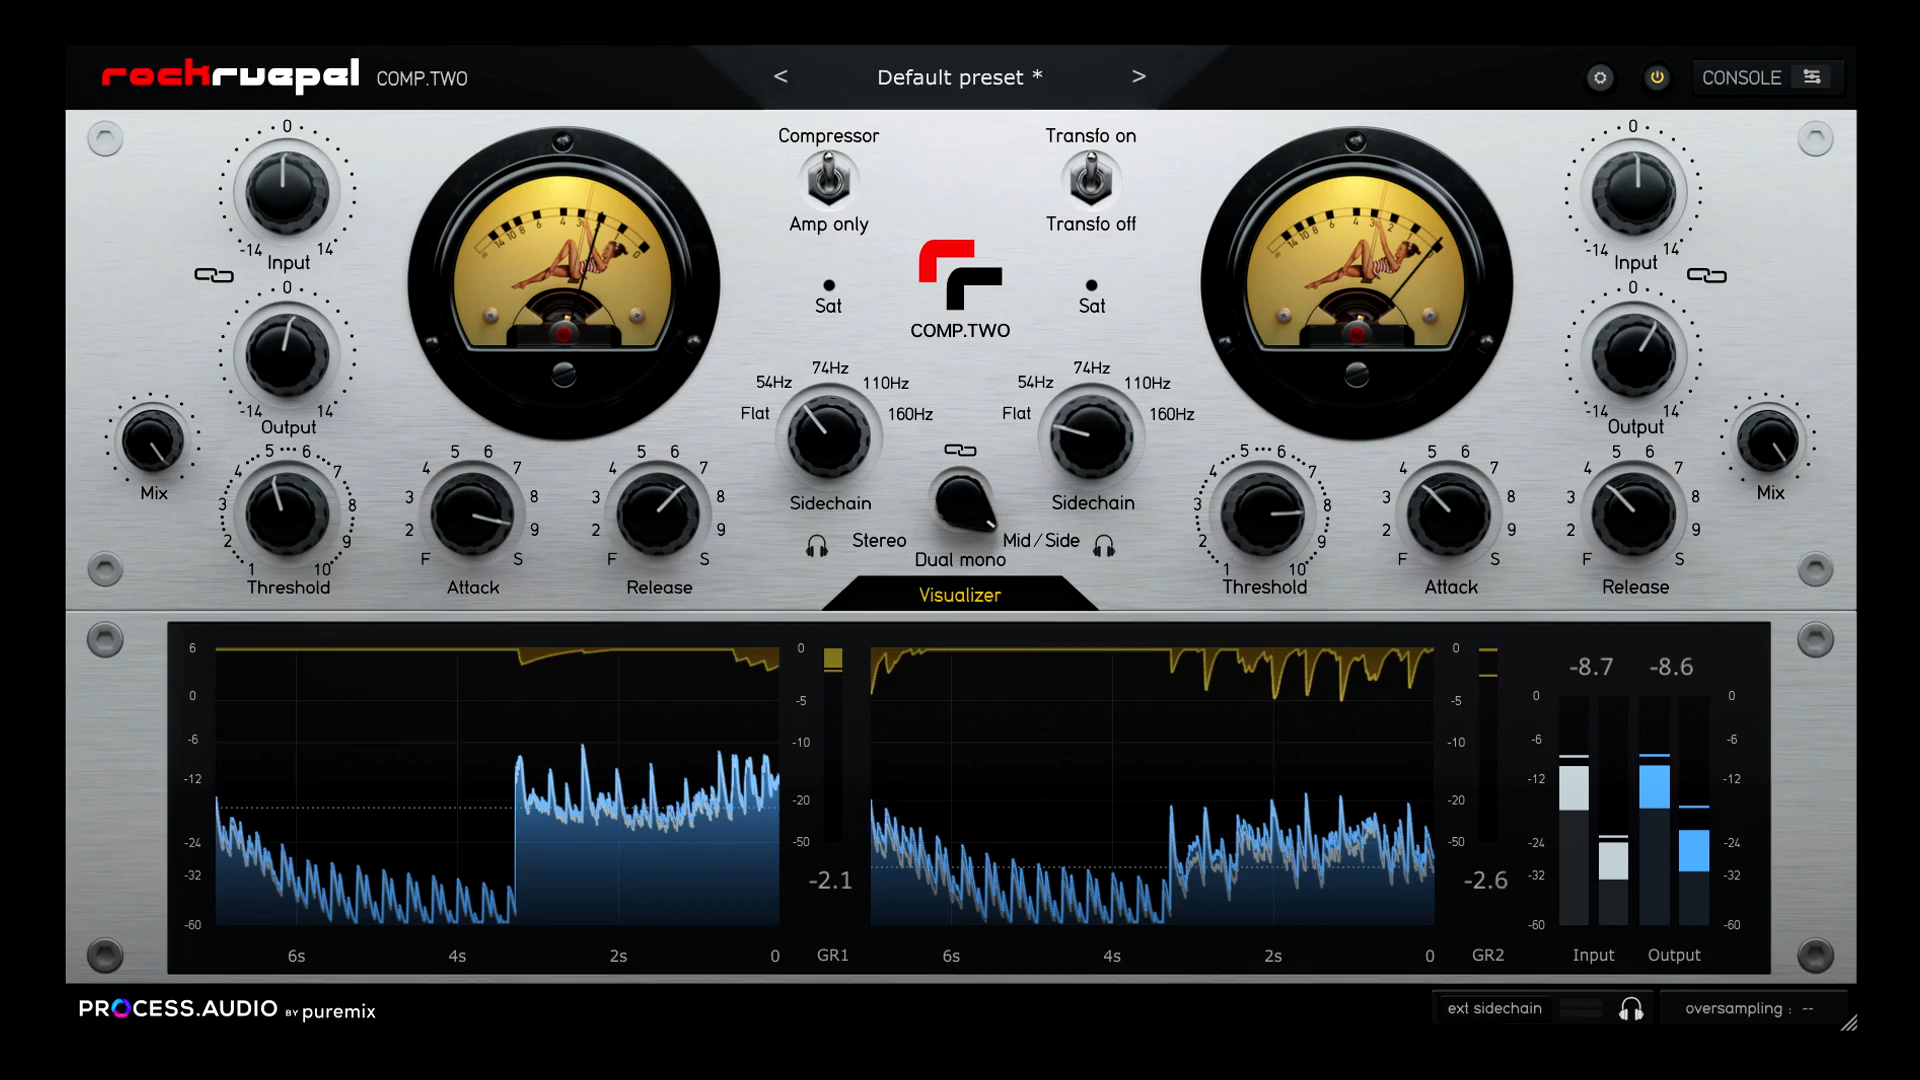 rockruepel COMP.TWO
< Default preset * >
CONSOLE
0
-14 14
Input
0
-14 14
Output
Mix
1 2 3 4 5 6 7 8 9 10
Threshold
F 2 3 4 5 6 7 8 9 S
Attack
F 2 3 4 5 6 7 8 9 S
Release
Compressor
Amp only
Transfo on
Transfo off
Sat
Sat
COMP.TWO
Flat 54Hz 74Hz 110Hz 160Hz
Sidechain
Flat 54Hz 74Hz 110Hz 160Hz
Sidechain
Stereo
Dual mono
Mid/Side
Visualizer
0
-14 14
Input
0
-14 14
Output
Mix
1 2 3 4 5 6 7 8 9 10
Threshold
F 2 3 4 5 6 7 8 9 S
Attack
F 2 3 4 5 6 7 8 9 S
Release
6
0
-6
-12
-24
-32
-60
6s 4s 2s 0
0
-5
-10
-20
-50
-2.1
GR1
6s 4s 2s 0
0
-5
-10
-20
-50
-2.6
GR2
-8.7 -8.6
0
-6
-12
-24
-32
-60
0
-6
-12
-24
-32
-60
Input Output
PROCESS.AUDIO BY puremix
ext sidechain
oversampling : --